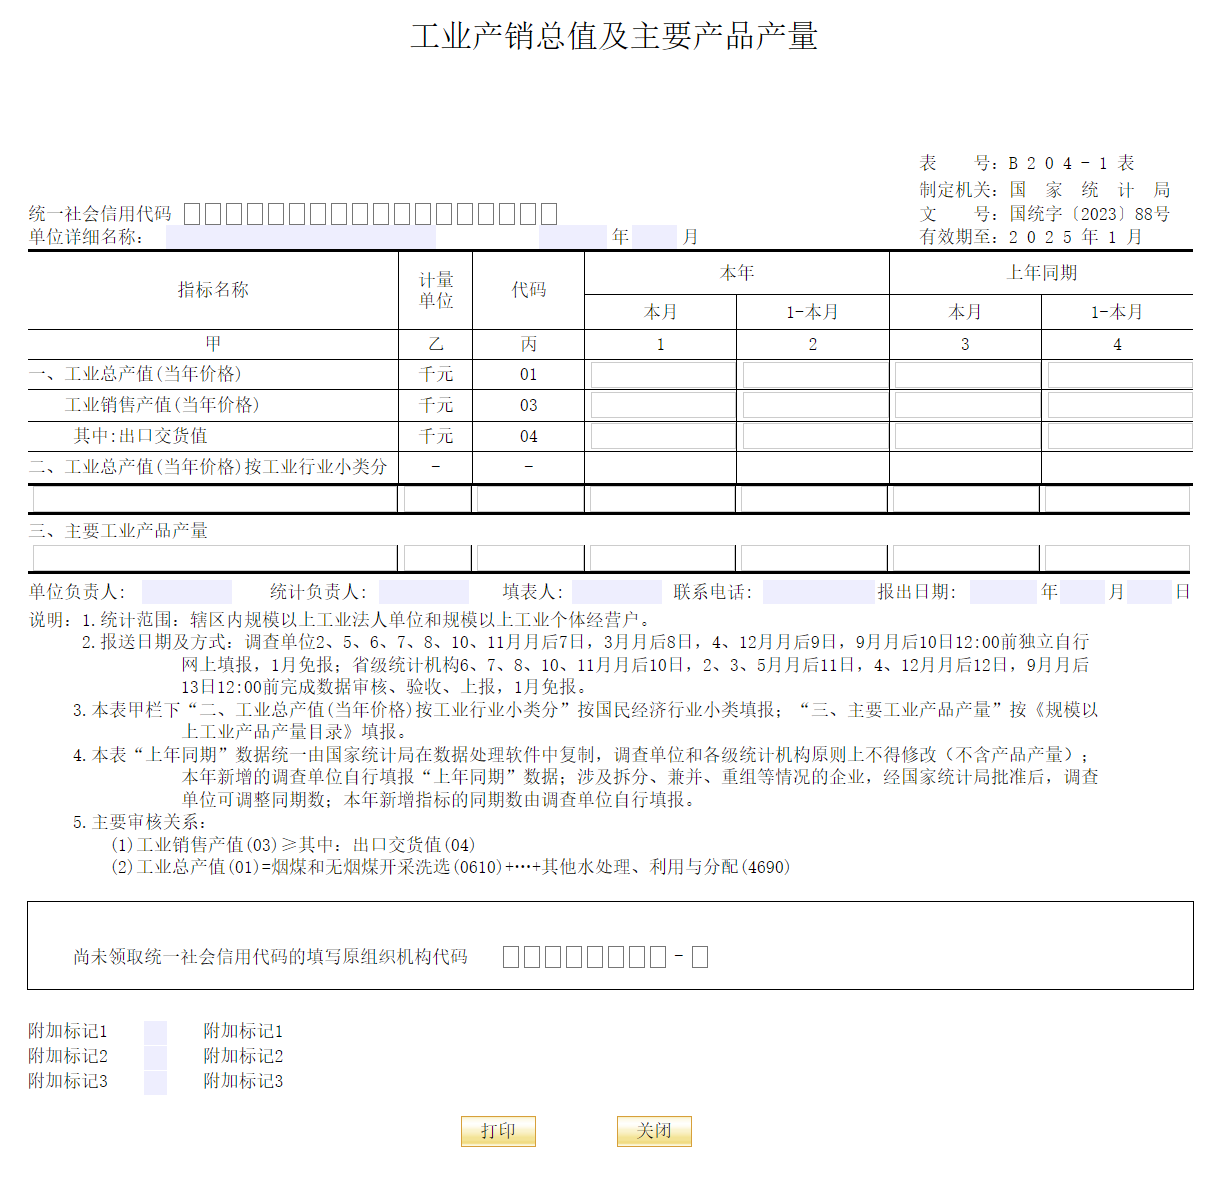 工业产销总值及主要产品产量
表　　号：B 2 0 4 - 1 表
制定机关：国　家　统　计　局
统一社会信用代码 文　　号：国统字〔2023〕88号
单位详细名称： 年 月 有效期至：2 0 2 5 年 1 月
指标名称 计量单位 代码 本年 上年同期
本月 1-本月 本月 1-本月
甲 乙 丙 1 2 3 4
一、工业总产值(当年价格) 千元 01
工业销售产值(当年价格) 千元 03
其中:出口交货值 千元 04
二、工业总产值(当年价格)按工业行业小类分 - -
三、主要工业产品产量
单位负责人: 统计负责人: 填表人: 联系电话: 报出日期: 年 月 日
说明：1.统计范围：辖区内规模以上工业法人单位和规模以上工业个体经营户。
2.报送日期及方式：调查单位2、5、6、7、8、10、11月月后7日，3月月后8日，4、12月月后9日，9月月后10日12:00前独立自行
网上填报，1月免报；省级统计机构6、7、8、10、11月月后10日，2、3、5月月后11日，4、12月月后12日，9月月后
13日12:00前完成数据审核、验收、上报，1月免报。
3.本表甲栏下“二、工业总产值(当年价格)按工业行业小类分”按国民经济行业小类填报；“三、主要工业产品产量”按《规模以
上工业产品产量目录》填报。
4.本表“上年同期”数据统一由国家统计局在数据处理软件中复制，调查单位和各级统计机构原则上不得修改（不含产品产量）；
本年新增的调查单位自行填报“上年同期”数据；涉及拆分、兼并、重组等情况的企业，经国家统计局批准后，调查
单位可调整同期数；本年新增指标的同期数由调查单位自行填报。
5.主要审核关系：
(1)工业销售产值(03)≥其中：出口交货值(04)
(2)工业总产值(01)=烟煤和无烟煤开采洗选(0610)+…+其他水处理、利用与分配(4690)
尚未领取统一社会信用代码的填写原组织机构代码 -
附加标记1 附加标记1
附加标记2 附加标记2
附加标记3 附加标记3
打印 关闭